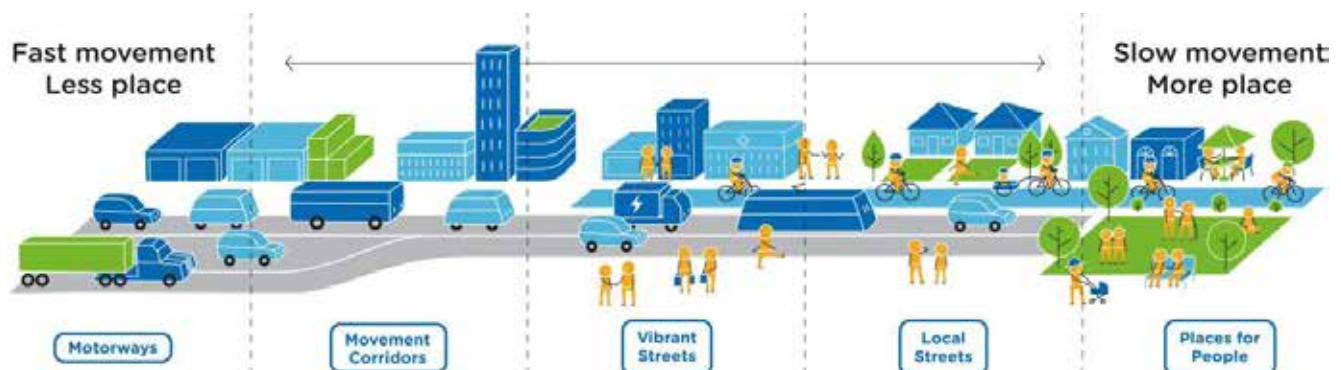 Fast movement
Less place
Slow movement:
More place
Motorways
Movement
Corridors
Vibrant
Streets
Local
Streets
Places for
People